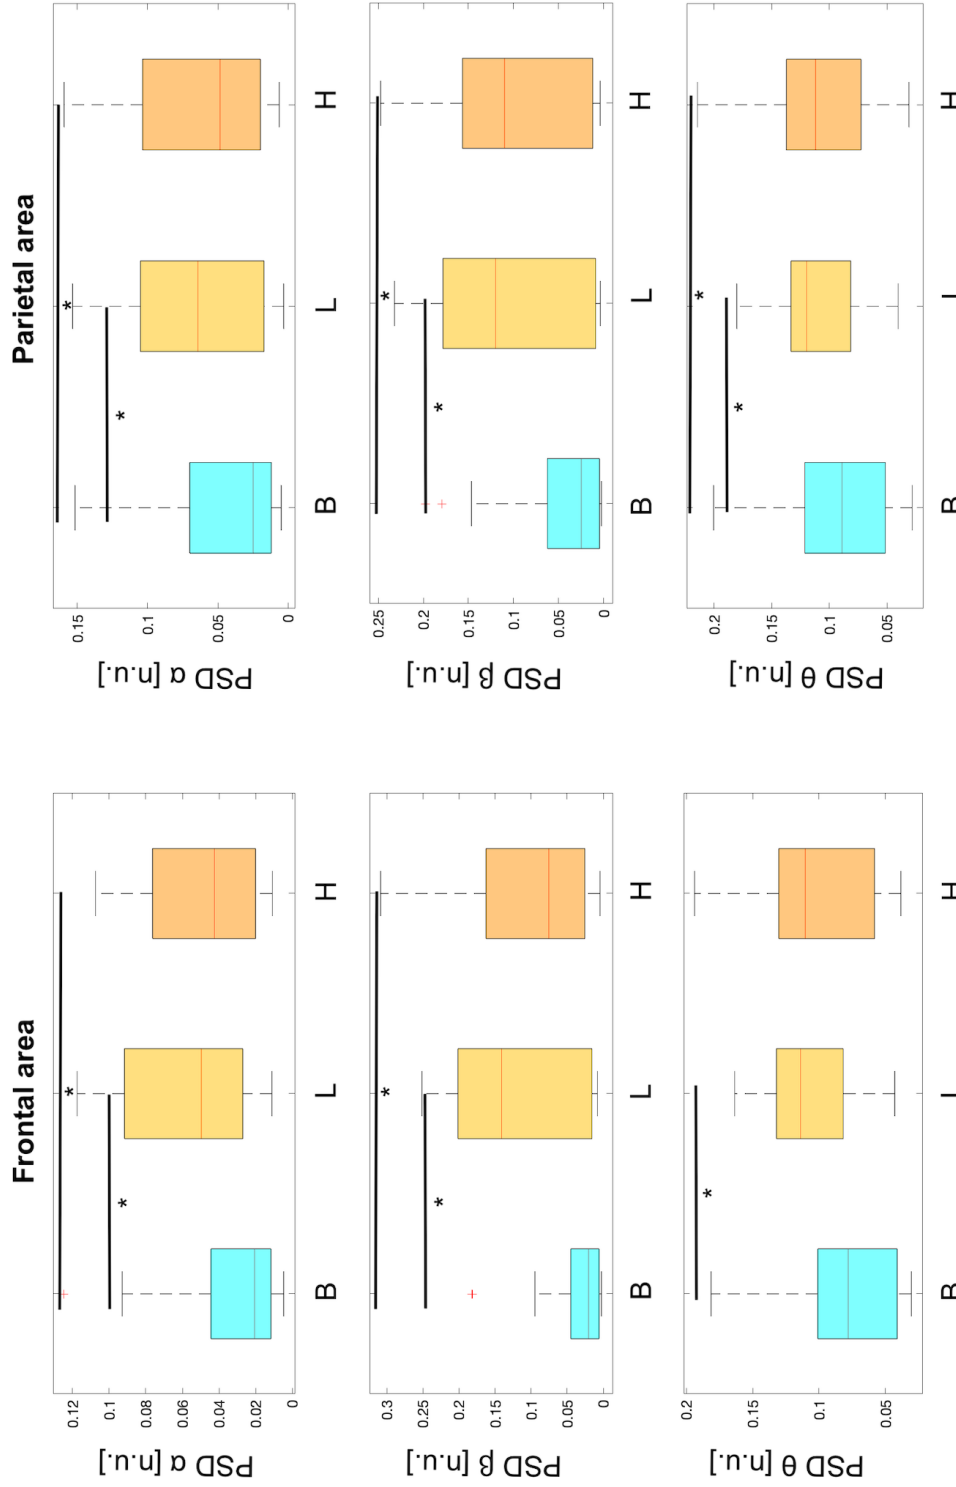 Frontal area
PSD α [n.u.]
0.12
0.1
0.08
0.06
0.04
0.02
0
*
*
B
L
H
PSD β [n.u.]
0.3
0.25
0.2
0.15
0.1
0.05
0
*
*
B
L
H
PSD θ [n.u.]
0.2
0.15
0.1
0.05
*
B
L
H
Parietal area
PSD α [n.u.]
0.15
0.1
0.05
0
*
*
B
L
H
PSD β [n.u.]
0.25
0.2
0.15
0.1
0.05
0
*
*
B
L
H
PSD θ [n.u.]
0.2
0.15
0.1
0.05
*
*
B
L
H